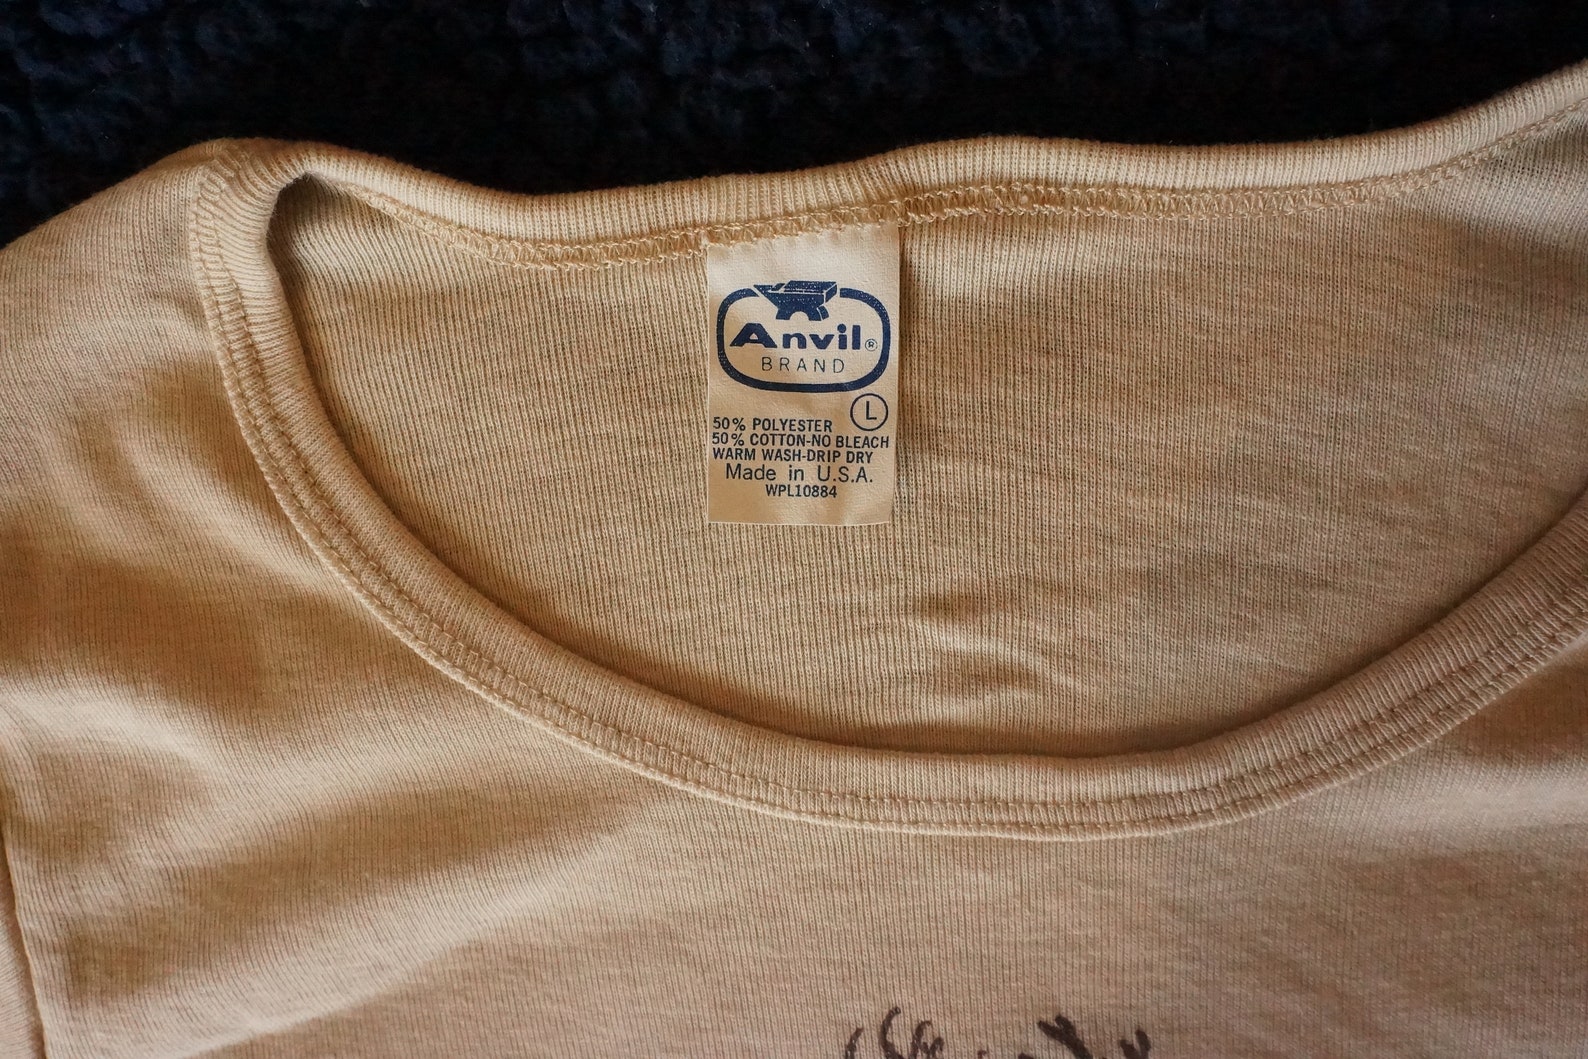 Anvil®
BRAND
L
50% POLYESTER
50% COTTON-NO BLEACH
WARM WASH-DRIP DRY
Made in U.S.A.
WPL10884